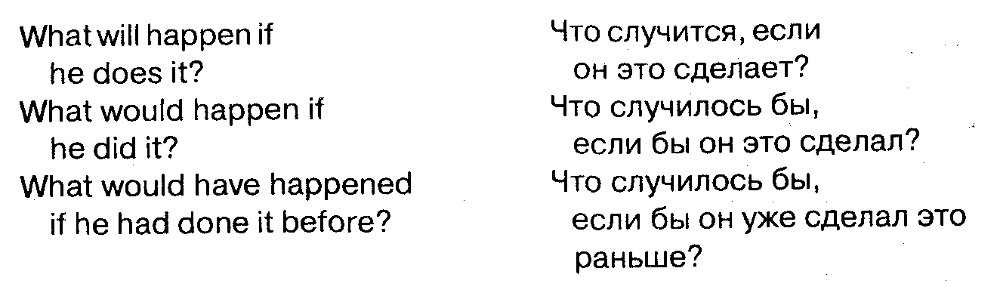 What will happen if
he does it?
What would happen if
he did it?
What would have happened
if he had done it before?
Что случится, если
он это сделает?
Что случилось бы,
если бы он это сделал?
Что случилось бы,
если бы он уже сделал это
раньше?